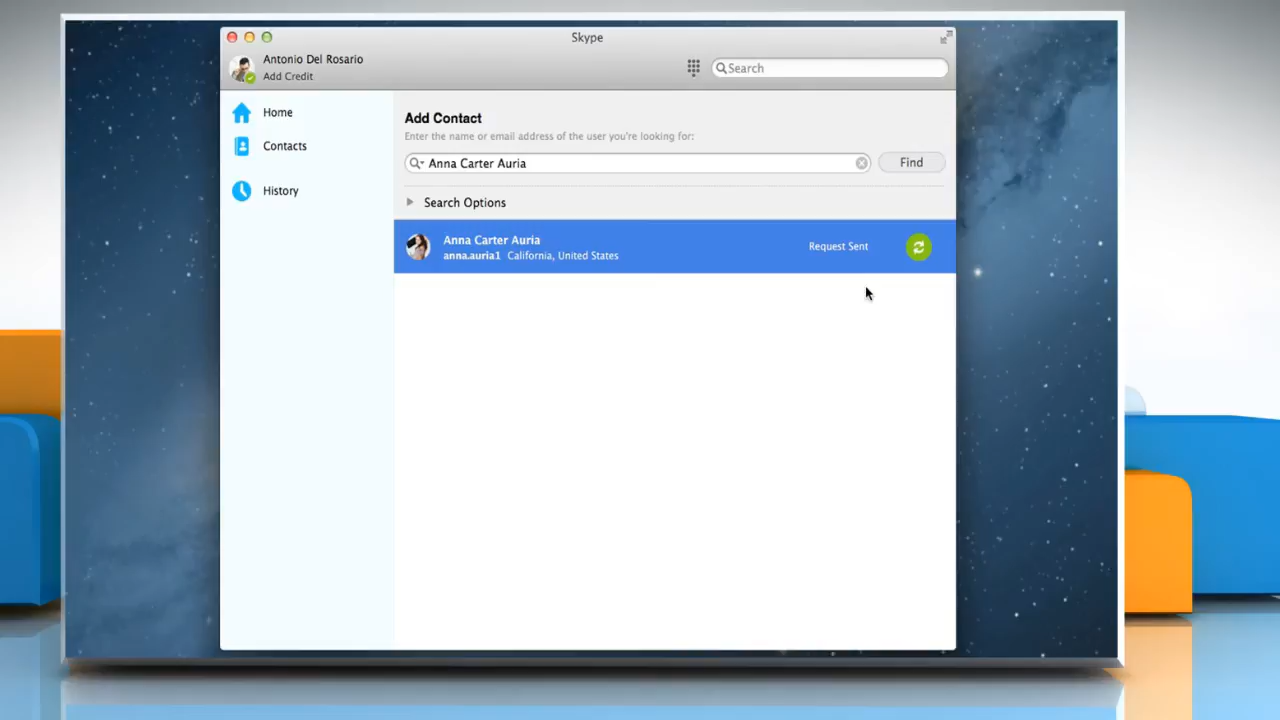 Skype
Antonio Del Rosario
Add Credit
Search
Home
Contacts
History
Add Contact
Enter the name or email address of the user you're looking for:
Anna Carter Auria
Find
Search Options
Anna Carter Auria
anna.auria1 California, United States
Request Sent